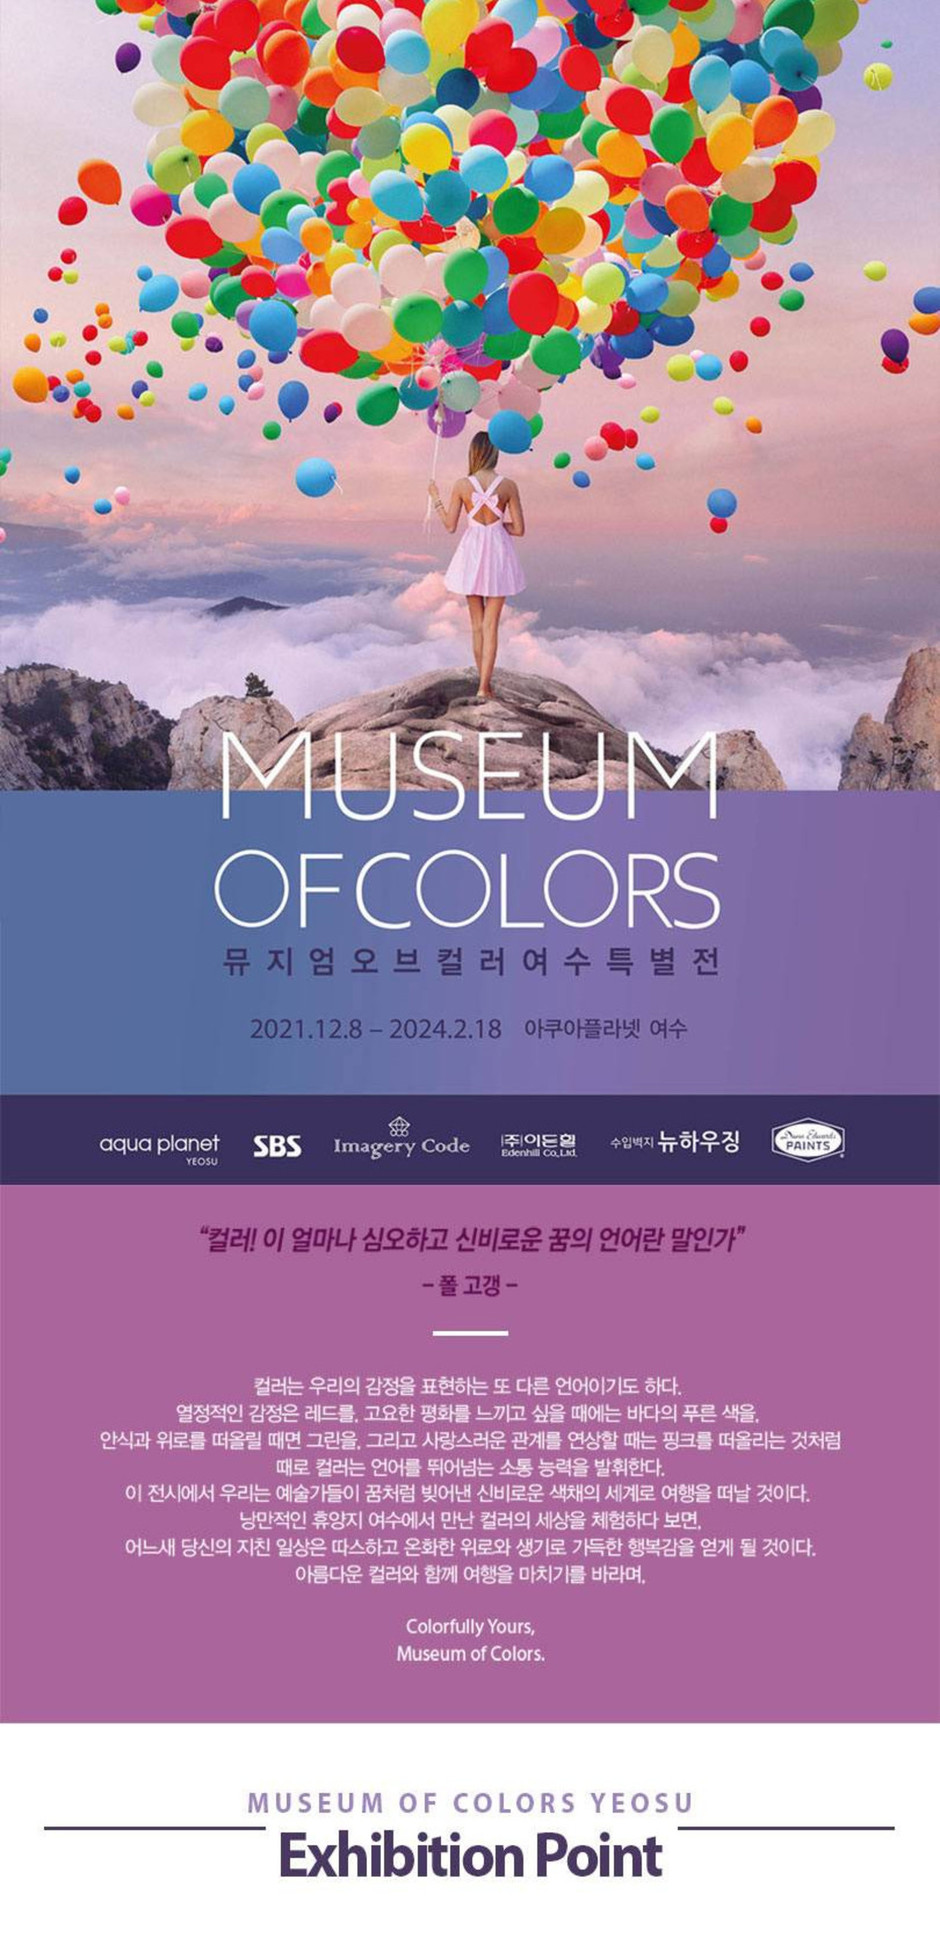 MUSEUM
OF COLORS
뮤지엄오브컬러여수특별전
2021.12.8 – 2024.2.18 아쿠아플라넷 여수
aqua planet
YEOSU
SBS
Imagery Code
(주)이든힐
Edenhill Co.,Ltd.
수입벽지 뉴하우징
Dunn-Edwards
PAINTS
“컬러! 이 얼마나 심오하고 신비로운 꿈의 언어란 말인가”
– 폴 고갱 –
컬러는 우리의 감정을 표현하는 또 다른 언어이기도 하다.
열정적인 감정은 레드를, 고요한 평화를 느끼고 싶을 때에는 바다의 푸른 색을,
안식과 위로를 떠올릴 때면 그린을, 그리고 사랑스러운 관계를 연상할 때는 핑크를 떠올리는 것처럼
때로 컬러는 언어를 뛰어넘는 소통 능력을 발휘한다.
이 전시에서 우리는 예술가들이 꿈처럼 빚어낸 신비로운 색채의 세계로 여행을 떠날 것이다.
낭만적인 휴양지 여수에서 만난 컬러의 세상을 체험하다 보면,
어느새 당신의 지친 일상은 따스하고 온화한 위로와 생기로 가득한 행복감을 얻게 될 것이다.
아름다운 컬러와 함께 여행을 마치기를 바라며,
Colorfully Yours,
Museum of Colors.
MUSEUM OF COLORS YEOSU
Exhibition Point